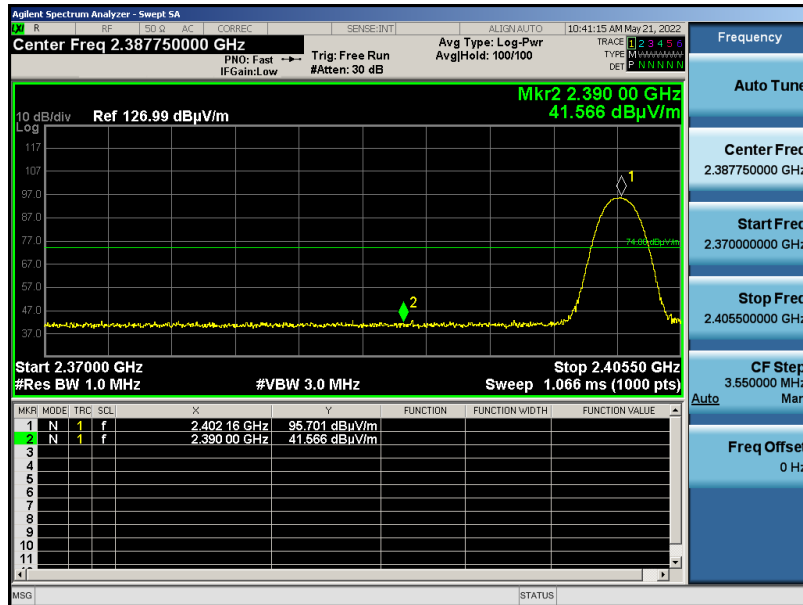 Agilent Spectrum Analyzer - Swept SA
LXI R RF 50 Ω AC CORREC SENSE:INT ALIGN AUTO 10:41:15 AM May 21, 2022
Center Freq 2.387750000 GHz
PNO: Fast
IFGain:Low
Trig: Free Run
#Atten: 30 dB
Avg Type: Log-Pwr
Avg|Hold: 100/100
TRACE 1 2 3 4 5 6
TYPE M
DET P N N N N N
Mkr2 2.390 00 GHz
41.566 dBµV/m
10 dB/div Ref 126.99 dBµV/m
Log
117
107
97.0
87.0
77.0
67.0
57.0
47.0
37.0
1
74.00 dBµV/m
2
Start 2.37000 GHz Stop 2.40550 GHz
#Res BW 1.0 MHz #VBW 3.0 MHz Sweep 1.066 ms (1000 pts)
MKR MODE TRC SCL X Y FUNCTION FUNCTION WIDTH FUNCTION VALUE
1 N 1 f 2.402 16 GHz 95.701 dBµV/m
2 N 1 f 2.390 00 GHz 41.566 dBµV/m
3
4
5
6
7
8
9
10
11
MSG STATUS
Frequency
Auto Tune
Center Freq
2.387750000 GHz
Start Freq
2.370000000 GHz
Stop Freq
2.405500000 GHz
CF Step
3.550000 MHz
Auto Man
Freq Offset
0 Hz